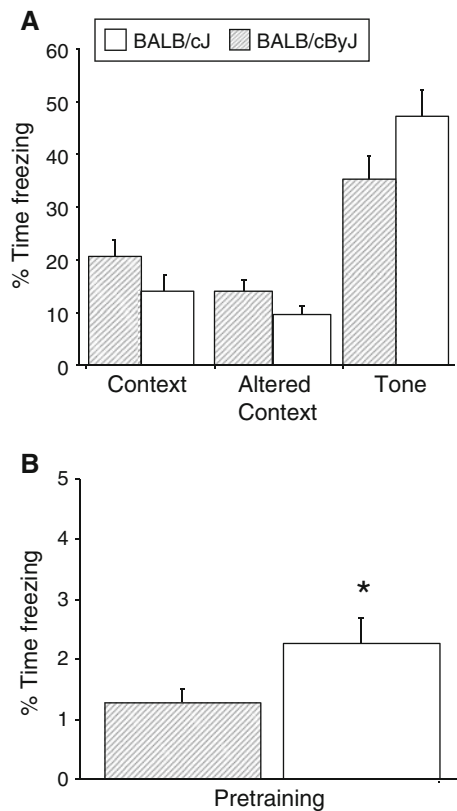 A
BALB/cJ BALB/cByJ
% Time freezing
60
50
40
30
20
10
0
Context Altered Context Tone
B
% Time freezing
5
4
3
2
1
0
*
Pretraining